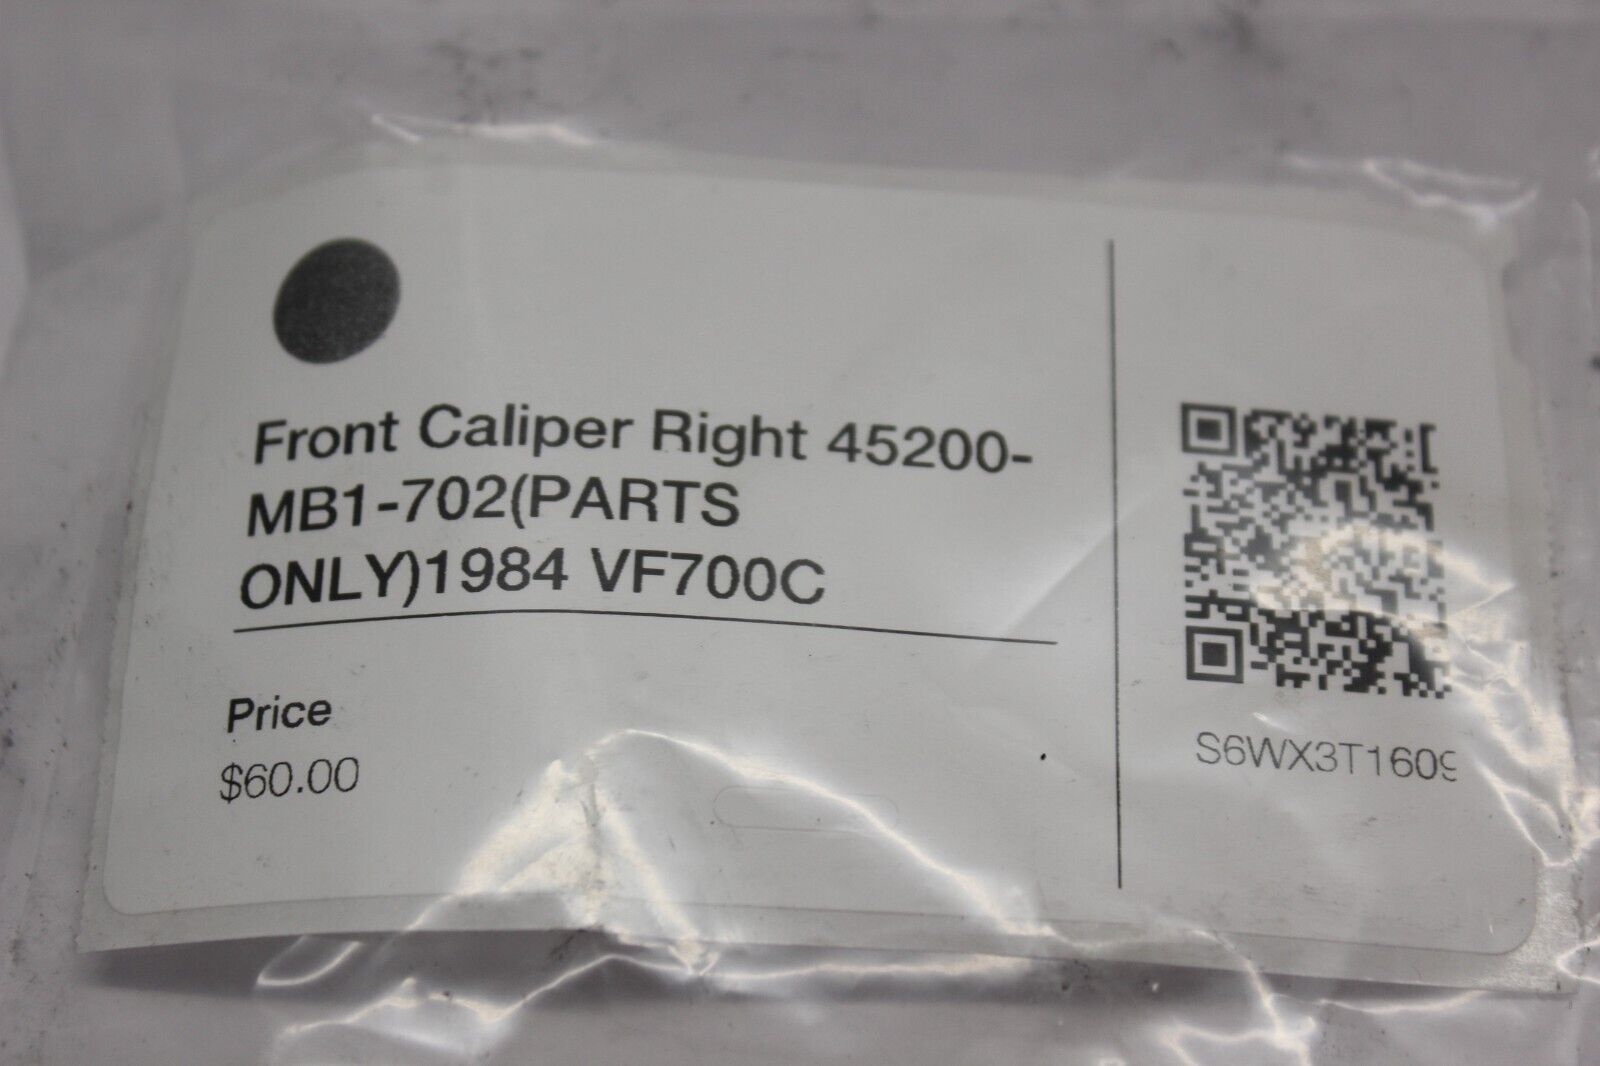 Front Caliper Right 45200-
MB1-702(PARTS
ONLY)1984 VF700C
Price
$60.00
S6WX3T1609